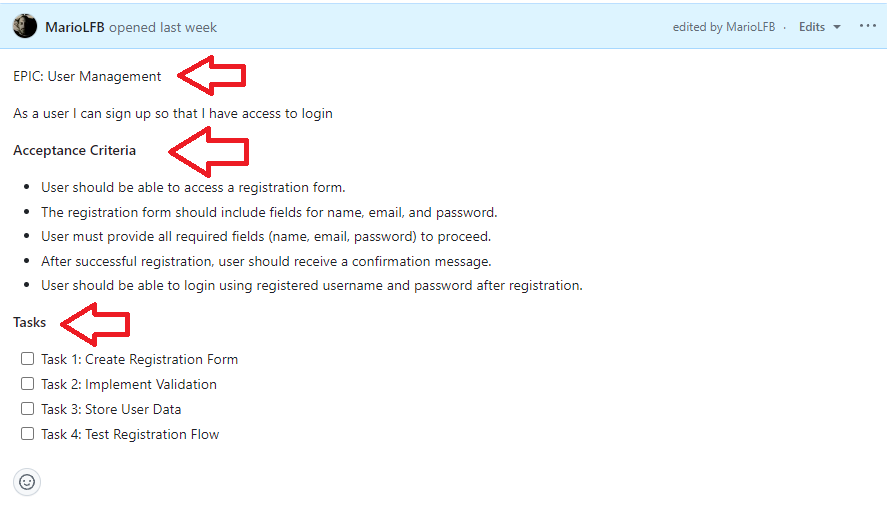 MarioLFB opened last week edited by MarioLFB · Edits
EPIC: User Management
As a user I can sign up so that I have access to login
Acceptance Criteria
• User should be able to access a registration form.
• The registration form should include fields for name, email, and password.
• User must provide all required fields (name, email, password) to proceed.
• After successful registration, user should receive a confirmation message.
• User should be able to login using registered username and password after registration.
Tasks
Task 1: Create Registration Form
Task 2: Implement Validation
Task 3: Store User Data
Task 4: Test Registration Flow